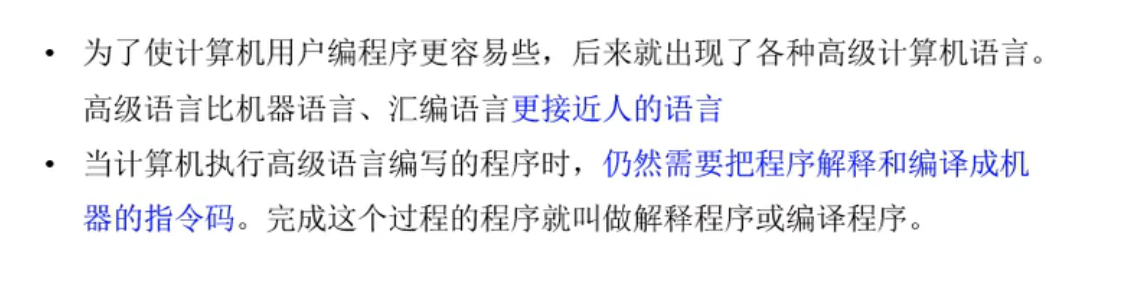 • 为了使计算机用户编程序更容易些，后来就出现了各种高级计算机语言。
高级语言比机器语言、汇编语言更接近人的语言
• 当计算机执行高级语言编写的程序时，仍然需要把程序解释和编译成机
器的指令码。完成这个过程的程序就叫做解释程序或编译程序。